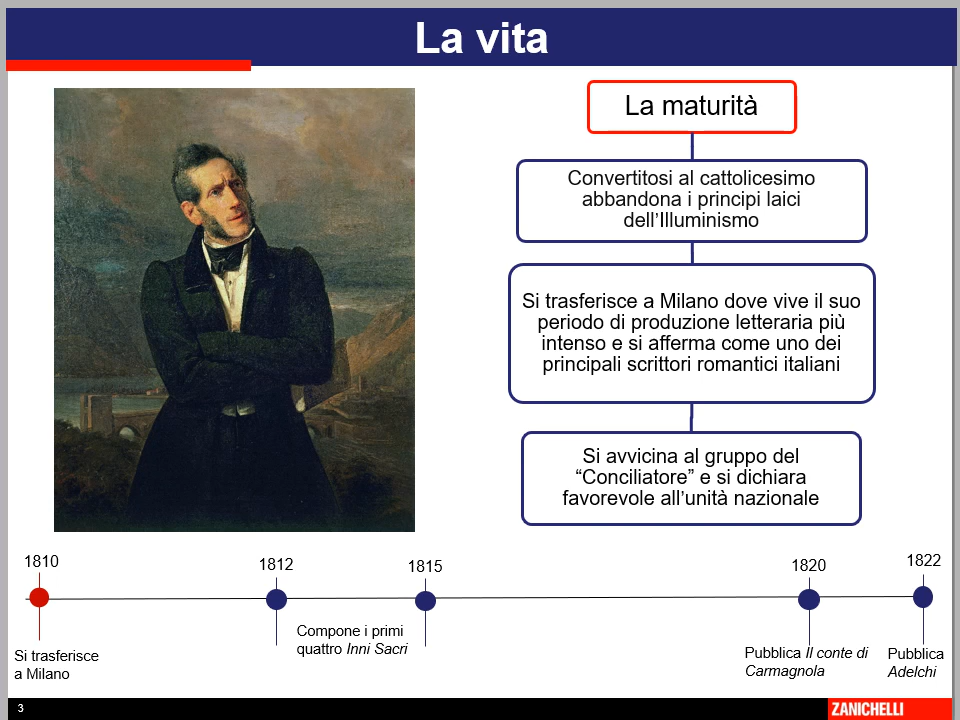 La vita
La maturità
Convertitosi al cattolicesimo
abbandona i principi laici
dell'Illuminismo
Si trasferisce a Milano dove vive il suo
periodo di produzione letteraria più
intenso e si afferma come uno dei
principali scrittori romantici italiani
Si avvicina al gruppo del
“Conciliatore” e si dichiara
favorevole all'unità nazionale
1810
1812
1815
1820
1822
Si trasferisce
a Milano
Compone i primi
quattro Inni Sacri
Pubblica Il conte di
Carmagnola
Pubblica
Adelchi
3
ZANICHELLI